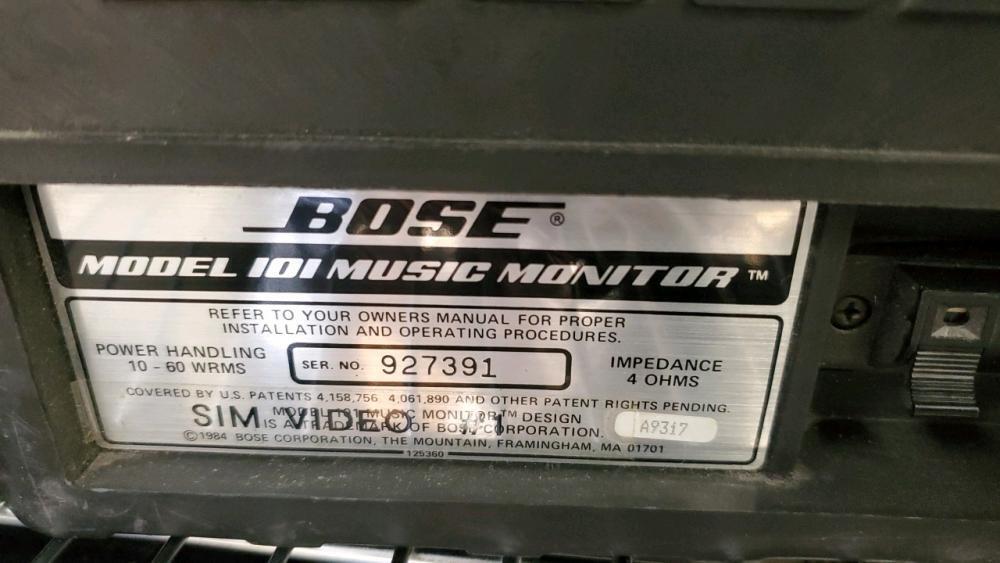 BOSE®
MODEL 101 MUSIC MONITOR™
REFER TO YOUR OWNERS MANUAL FOR PROPER
INSTALLATION AND OPERATING PROCEDURES.
POWER HANDLING
10 - 60 WRMS
SER. NO. 927391
IMPEDANCE
4 OHMS
COVERED BY U.S. PATENTS 4,158,756 4,061,890 AND OTHER PATENT RIGHTS PENDING.
MODEL 101 MUSIC MONITOR™ DESIGN
SIM VIDEO
IS A TRADEMARK OF BOSE CORPORATION.
A9317
©1984 BOSE CORPORATION, THE MOUNTAIN, FRAMINGHAM, MA 01701
125360